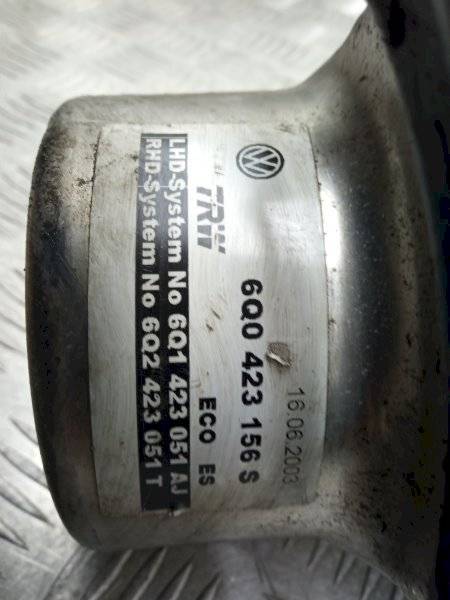 16.06.2003
6Q0 423 156 S
TRW
ECO ES
LHD-System No 6Q1 423 051 AJ
RHD-System No 6Q2 423 051 T